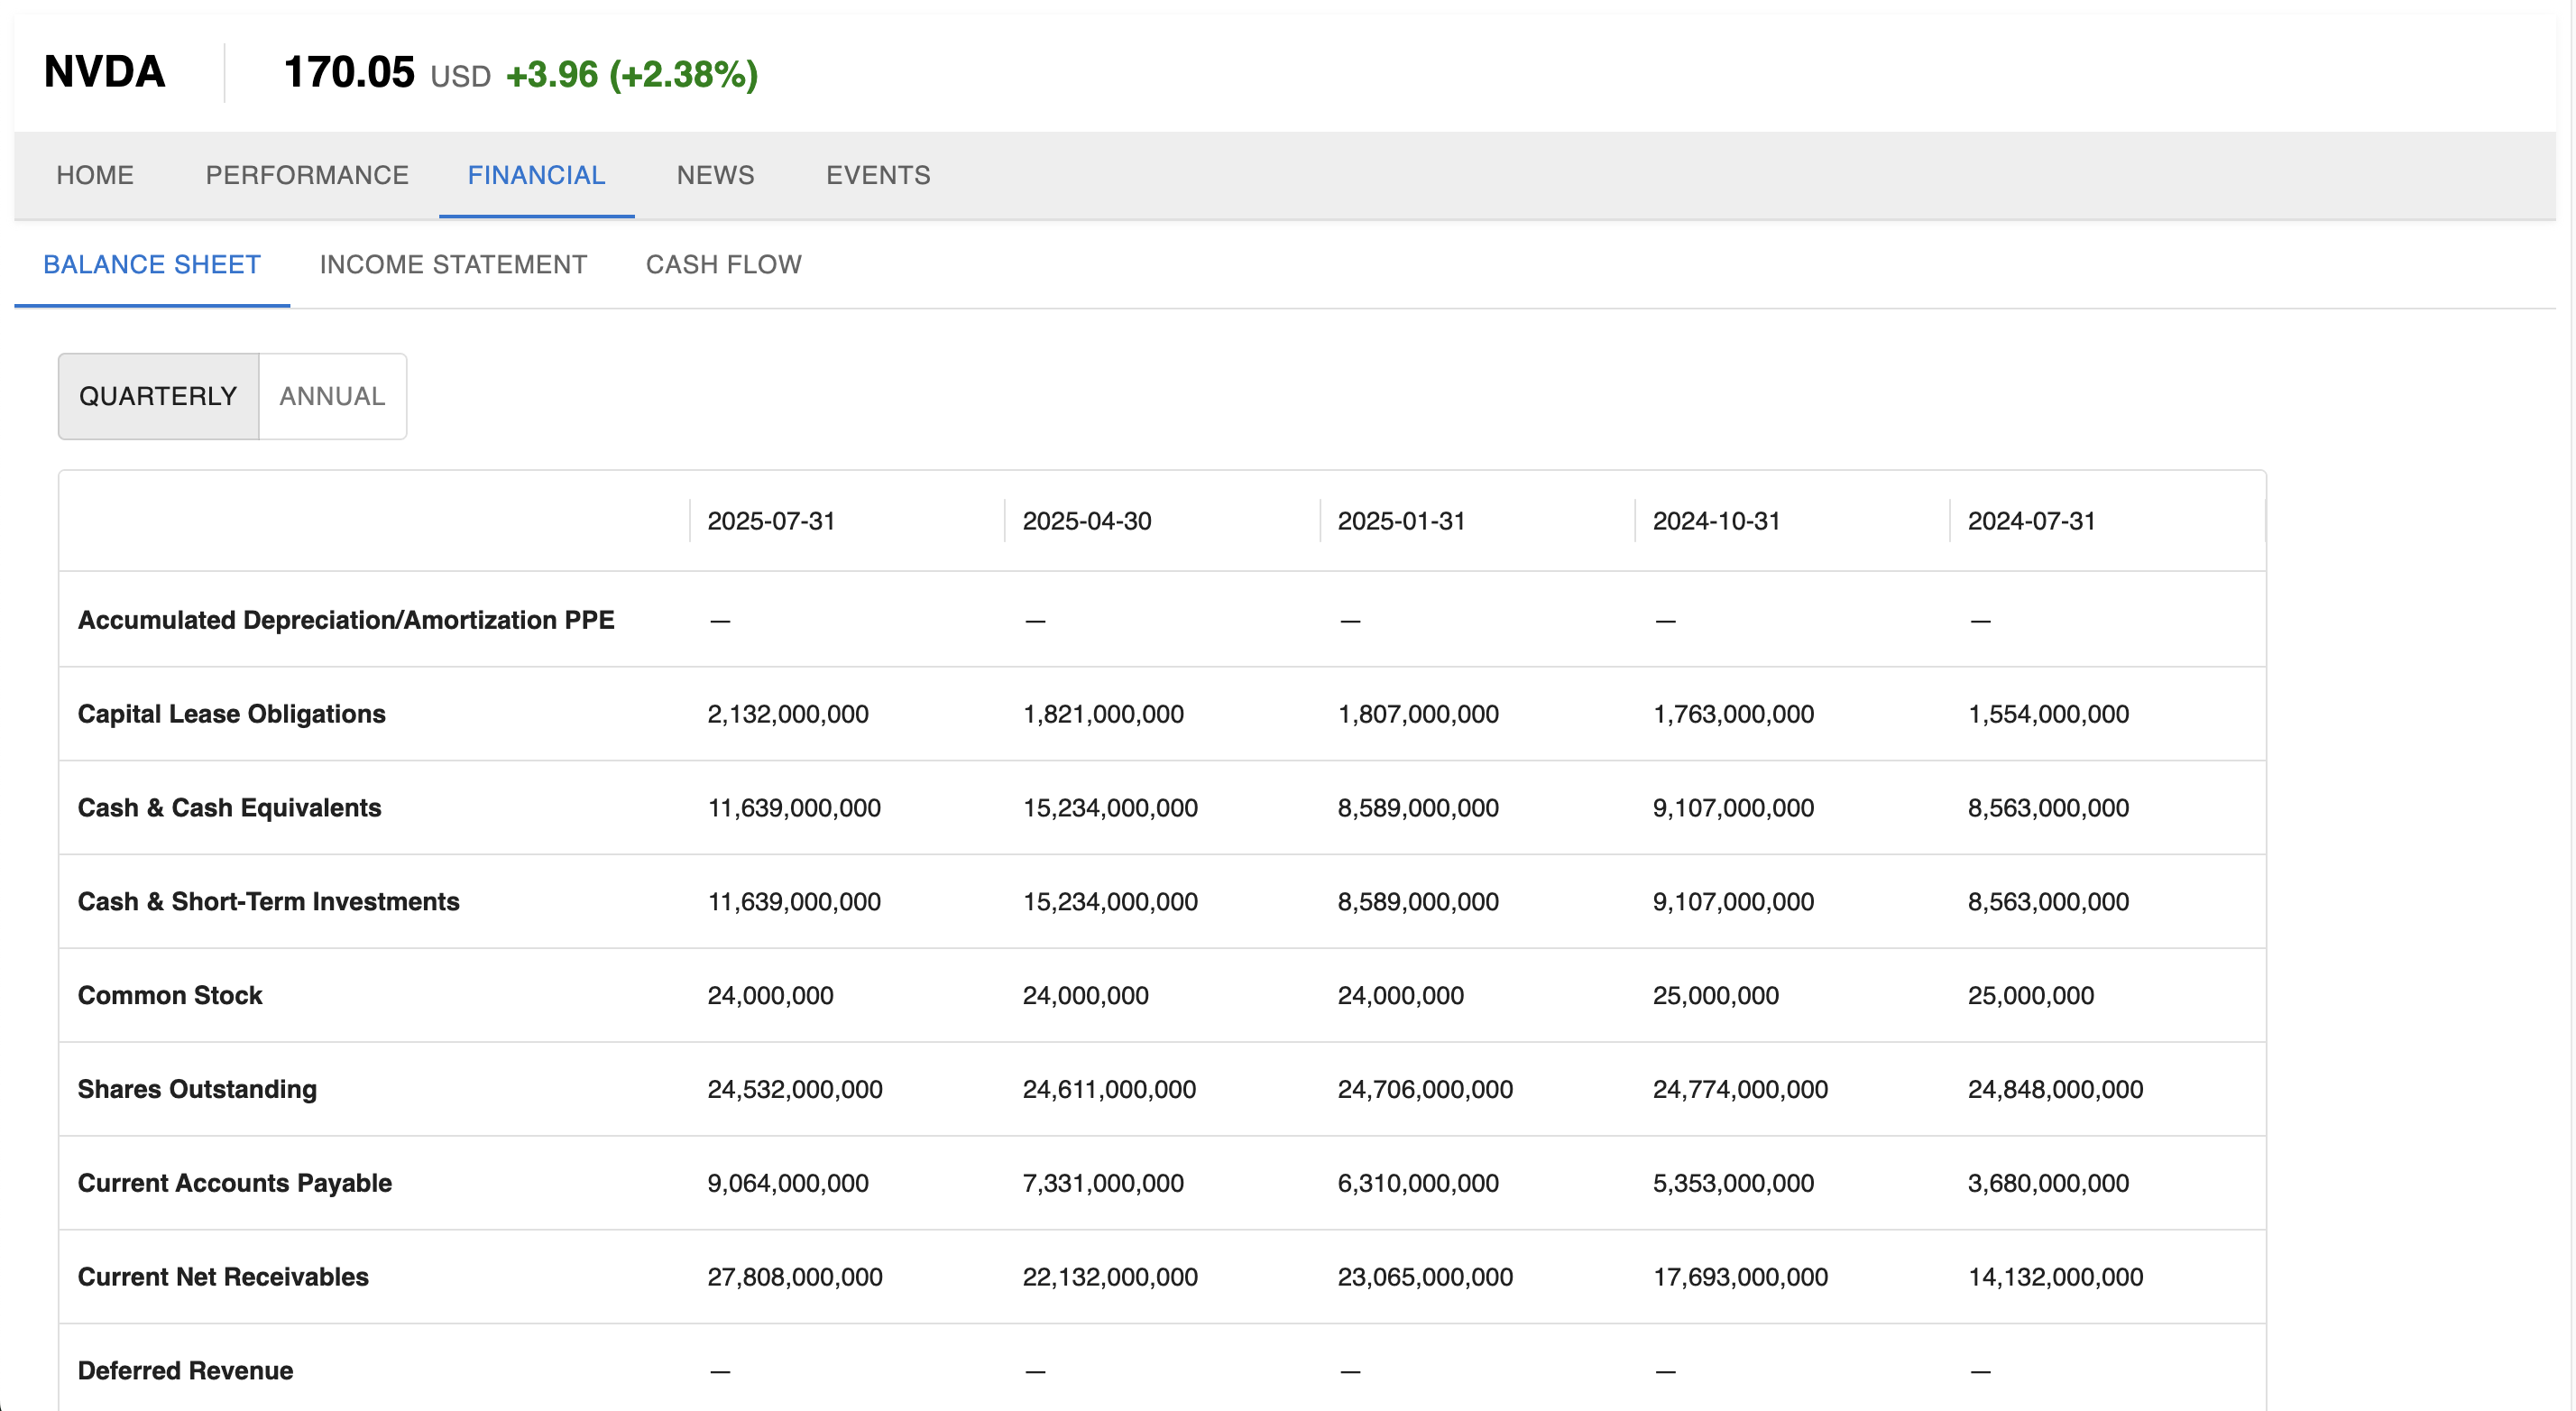 NVDA 170.05 USD +3.96 (+2.38%)
HOME PERFORMANCE FINANCIAL NEWS EVENTS
BALANCE SHEET INCOME STATEMENT CASH FLOW
QUARTERLY ANNUAL
2025-07-31 2025-04-30 2025-01-31 2024-10-31 2024-07-31
Accumulated Depreciation/Amortization PPE — — — — —
Capital Lease Obligations 2,132,000,000 1,821,000,000 1,807,000,000 1,763,000,000 1,554,000,000
Cash & Cash Equivalents 11,639,000,000 15,234,000,000 8,589,000,000 9,107,000,000 8,563,000,000
Cash & Short-Term Investments 11,639,000,000 15,234,000,000 8,589,000,000 9,107,000,000 8,563,000,000
Common Stock 24,000,000 24,000,000 24,000,000 25,000,000 25,000,000
Shares Outstanding 24,532,000,000 24,611,000,000 24,706,000,000 24,774,000,000 24,848,000,000
Current Accounts Payable 9,064,000,000 7,331,000,000 6,310,000,000 5,353,000,000 3,680,000,000
Current Net Receivables 27,808,000,000 22,132,000,000 23,065,000,000 17,693,000,000 14,132,000,000
Deferred Revenue — — — — —